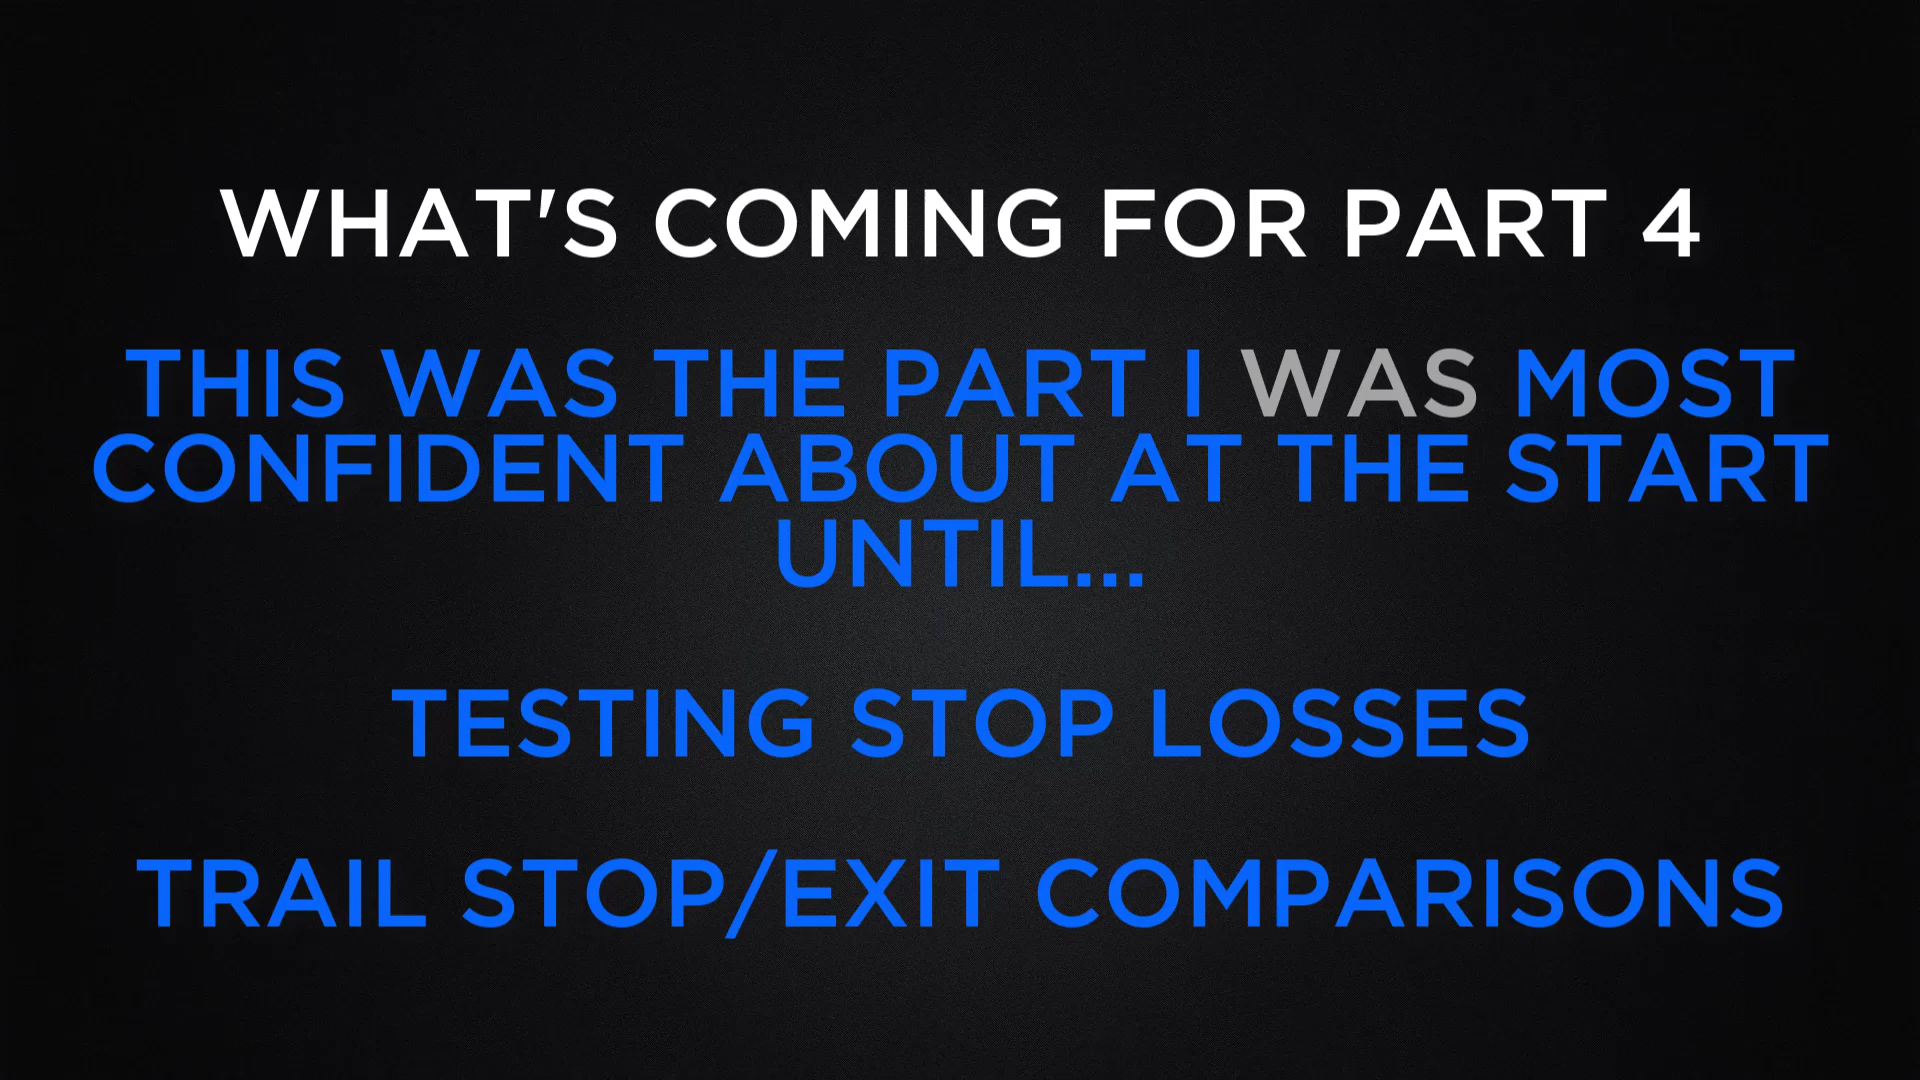 WHAT'S COMING FOR PART 4
THIS WAS THE PART I WAS MOST
CONFIDENT ABOUT AT THE START
UNTIL...
TESTING STOP LOSSES
TRAIL STOP/EXIT COMPARISONS